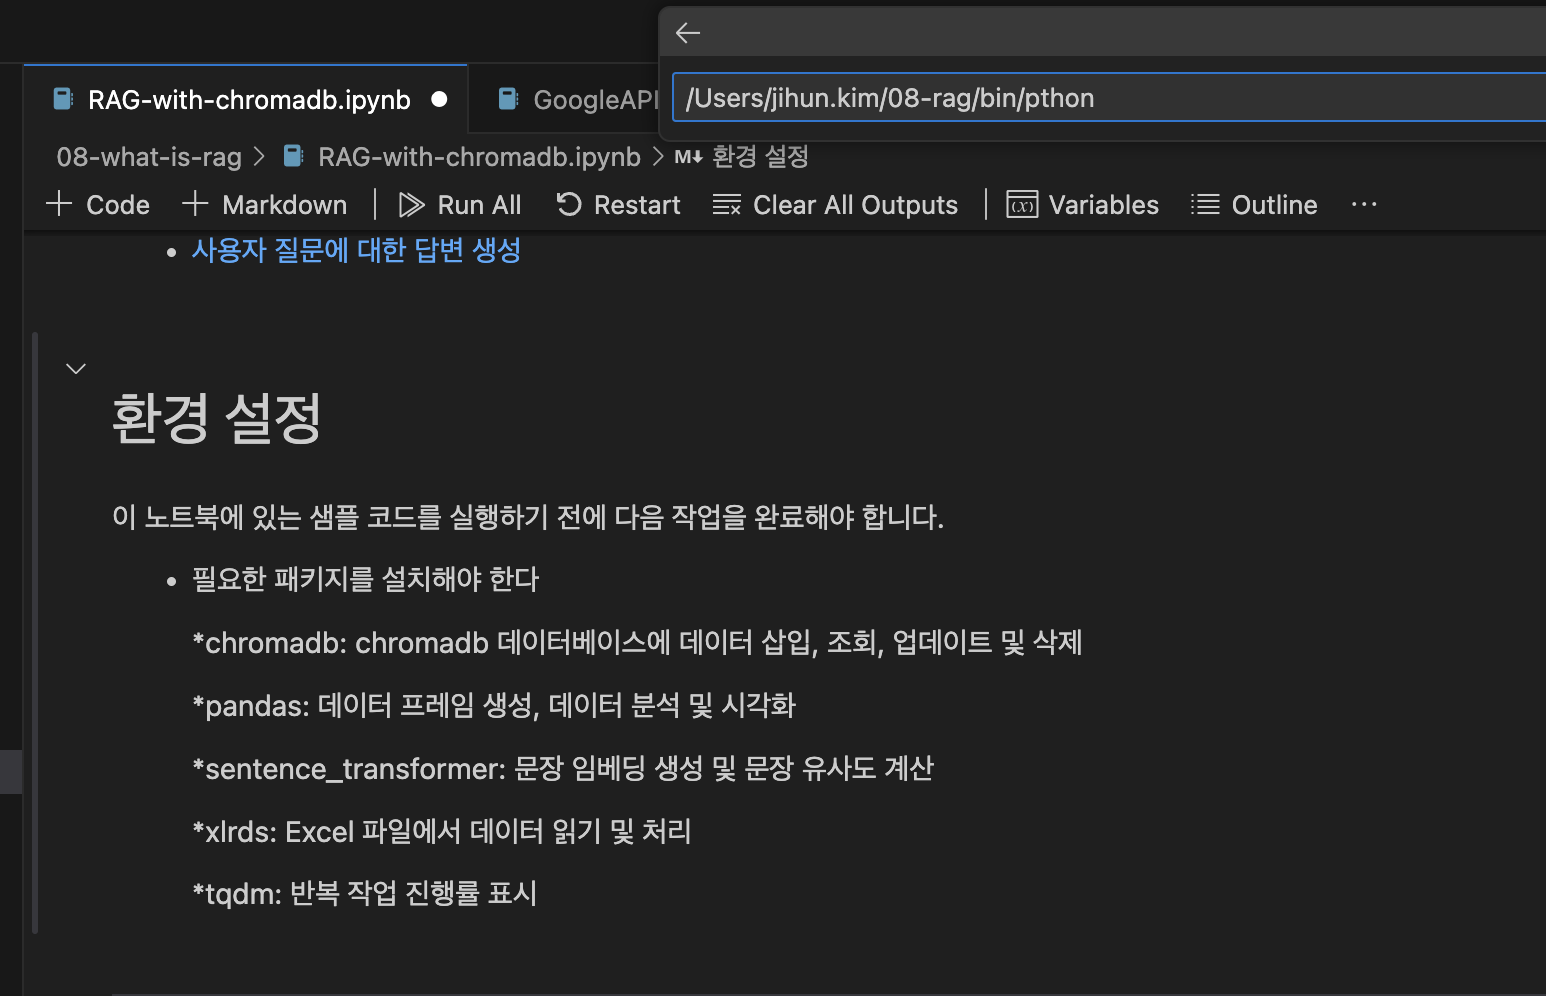 /Users/jihun.kim/08-rag/bin/pthon
RAG-with-chromadb.ipynb
GoogleAPI
08-what-is-rag > RAG-with-chromadb.ipynb > M↓ 환경 설정
+ Code + Markdown | Run All Restart Clear All Outputs | (x) Variables Outline ...
• 사용자 질문에 대한 답변 생성
환경 설정
이 노트북에 있는 샘플 코드를 실행하기 전에 다음 작업을 완료해야 합니다.
• 필요한 패키지를 설치해야 한다
*chromadb: chromadb 데이터베이스에 데이터 삽입, 조회, 업데이트 및 삭제
*pandas: 데이터 프레임 생성, 데이터 분석 및 시각화
*sentence_transformer: 문장 임베딩 생성 및 문장 유사도 계산
*xlrds: Excel 파일에서 데이터 읽기 및 처리
*tqdm: 반복 작업 진행률 표시